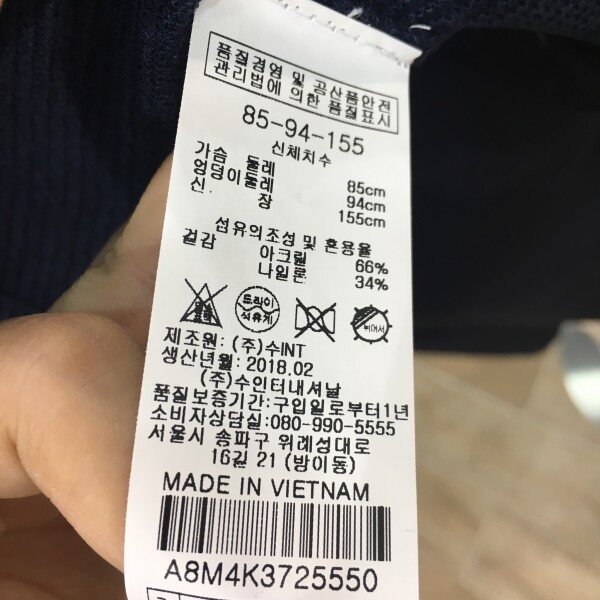 품질경영 및 공산품안전
관리법에 의한 품질표시
85-94-155
신체치수
가슴 둘레 85cm
엉덩이둘레 94cm
신 장 155cm
섬유의조성 및 혼용율
겉감 아크릴 66%
나일론 34%
드라이
석유계
뉘어서
제조원: (주)수INT
생산년월: 2018.02
(주)수인터내셔날
품질보증기간:구입일로부터1년
소비자상담실:080-990-5555
서울시 송파구 위례성대로
16길 21 (방이동)
MADE IN VIETNAM
A8M4K3725550